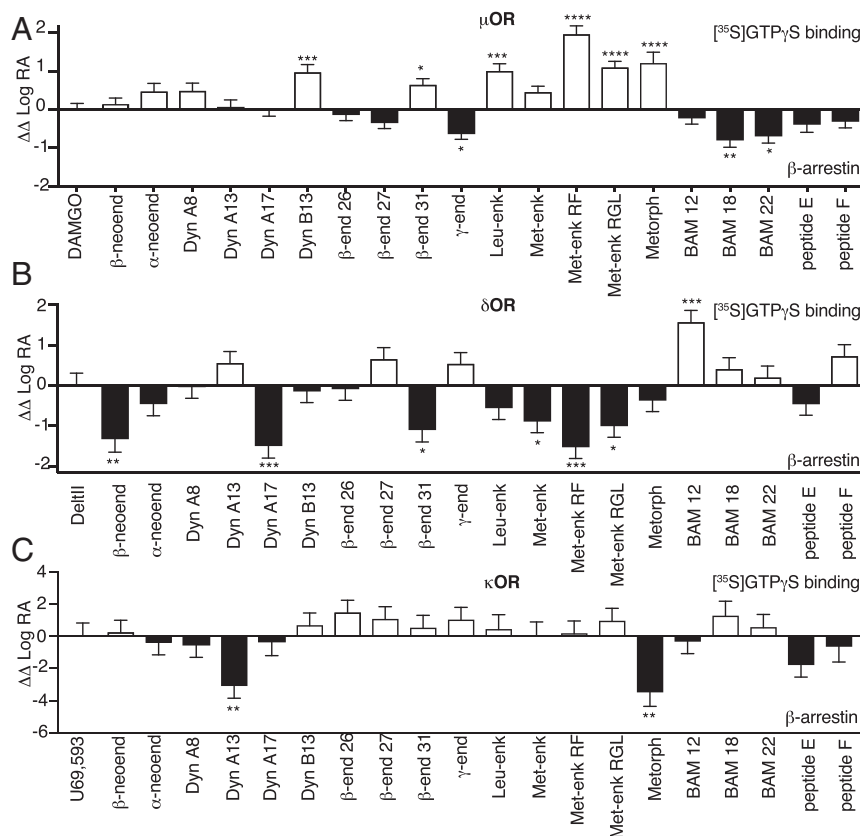 A
μOR
[³⁵S]GTPγS binding
ΔΔ Log RA
2
1
0
-1
-2
***
*
*
***
****
****
****
**
*
β-arrestin
DAMGO
β-neoend
α-neoend
Dyn A8
Dyn A13
Dyn A17
Dyn B13
β-end 26
β-end 27
β-end 31
γ-end
Leu-enk
Met-enk
Met-enk RF
Met-enk RGL
Metorph
BAM 12
BAM 18
BAM 22
peptide E
peptide F
B
δOR
[³⁵S]GTPγS binding
ΔΔ Log RA
2
1
0
-1
-2
**
***
*
*
***
*
***
β-arrestin
DeltII
β-neoend
α-neoend
Dyn A8
Dyn A13
Dyn A17
Dyn B13
β-end 26
β-end 27
β-end 31
γ-end
Leu-enk
Met-enk
Met-enk RF
Met-enk RGL
Metorph
BAM 12
BAM 18
BAM 22
peptide E
peptide F
C
κOR
[³⁵S]GTPγS binding
ΔΔ Log RA
4
2
0
-2
-4
-6
**
**
β-arrestin
U69,593
β-neoend
α-neoend
Dyn A8
Dyn A13
Dyn A17
Dyn B13
β-end 26
β-end 27
β-end 31
γ-end
Leu-enk
Met-enk
Met-enk RF
Met-enk RGL
Metorph
BAM 12
BAM 18
BAM 22
peptide E
peptide F